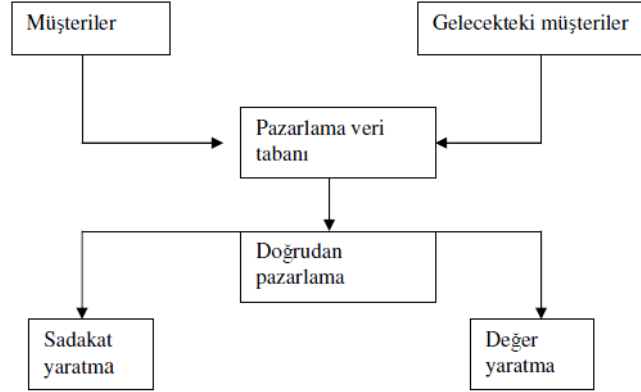 Müşteriler
Gelecekteki müşteriler
Pazarlama veri
tabanı
Doğrudan
pazarlama
Sadakat
yaratma
Değer
yaratma